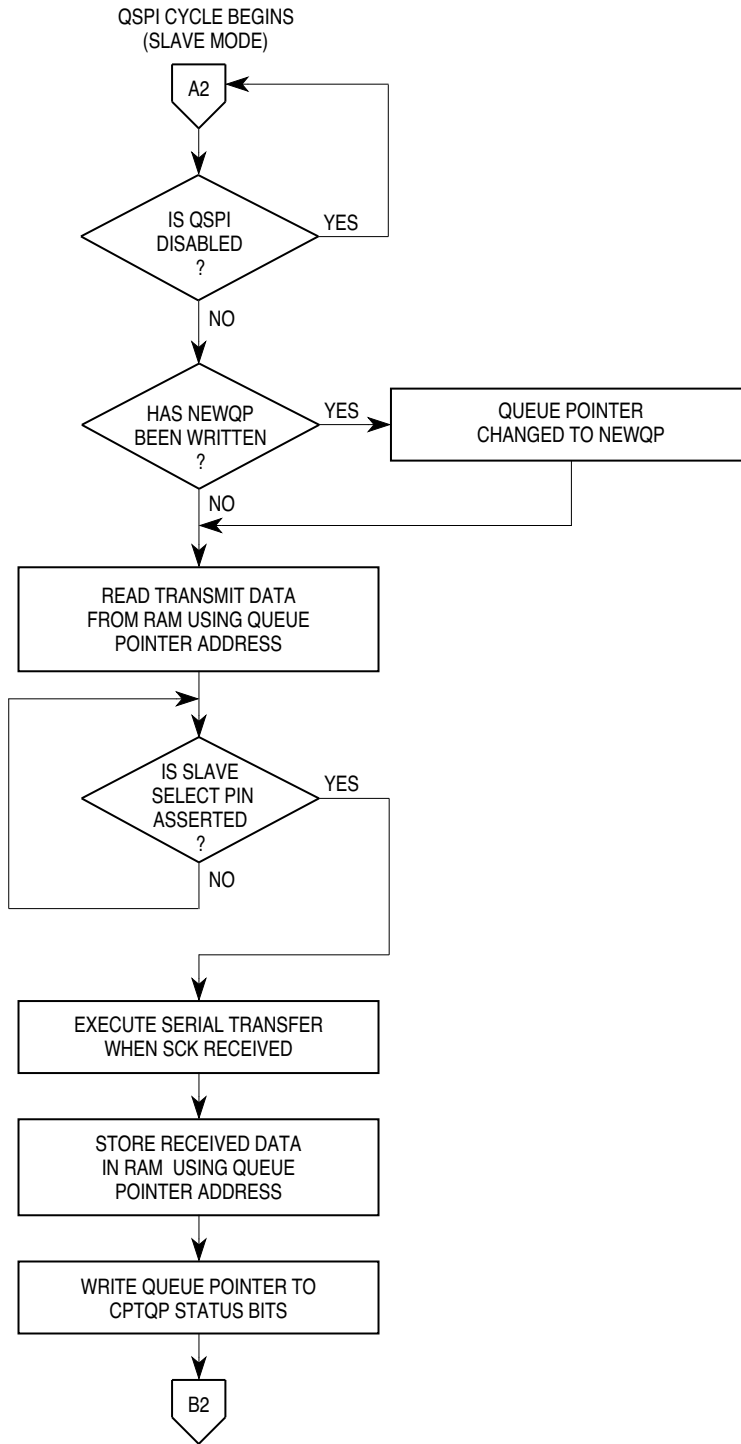 QSPI CYCLE BEGINS
(SLAVE MODE)
A2
IS QSPI
DISABLED
?
YES
NO
HAS NEWQP
BEEN WRITTEN
?
YES
QUEUE POINTER
CHANGED TO NEWQP
NO
READ TRANSMIT DATA
FROM RAM USING QUEUE
POINTER ADDRESS
IS SLAVE
SELECT PIN
ASSERTED
?
YES
NO
EXECUTE SERIAL TRANSFER
WHEN SCK RECEIVED
STORE RECEIVED DATA
IN RAM USING QUEUE
POINTER ADDRESS
WRITE QUEUE POINTER TO
CPTQP STATUS BITS
B2